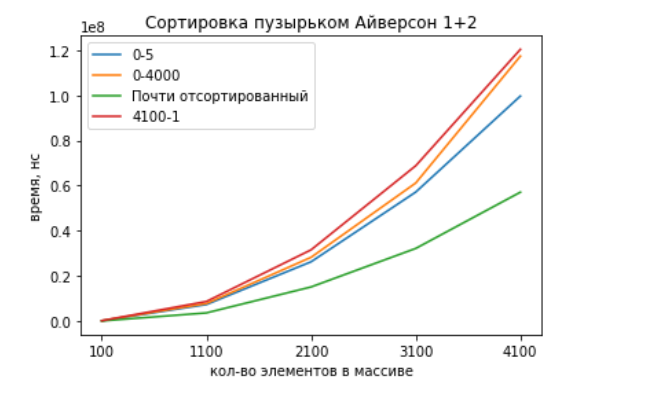 Сортировка пузырьком Айверсон 1+2
1e8
0-5
0-4000
Почти отсортированный
4100-1
1.2
1.0
0.8
0.6
0.4
0.2
0.0
время, нс
100 1100 2100 3100 4100
кол-во элементов в массиве